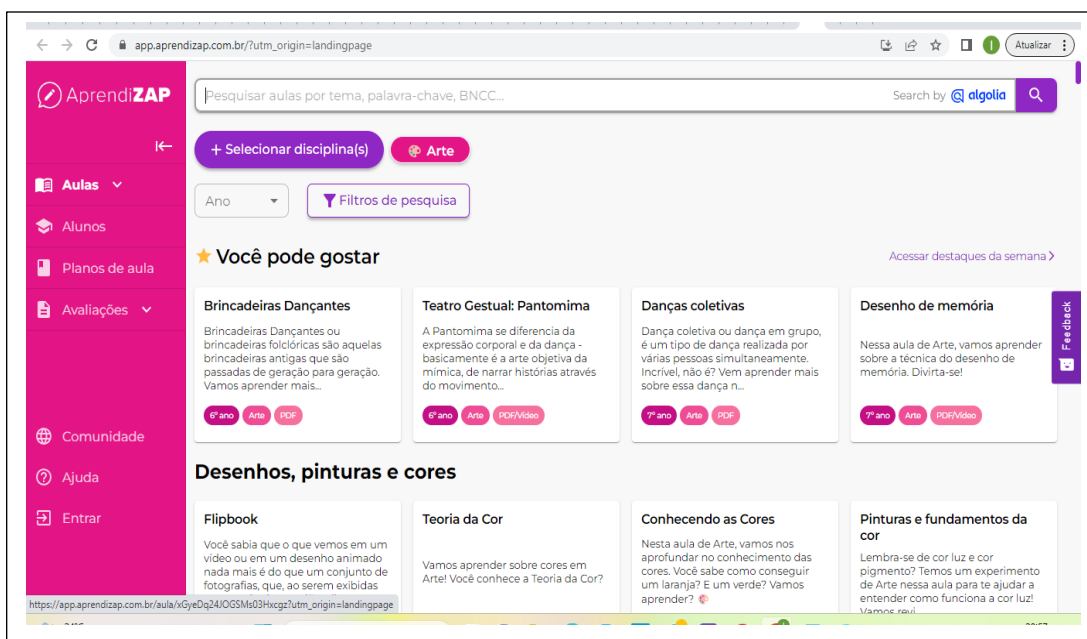 app.aprendizap.com.br/?utm_origin=landingpage
Atualizar
AprendiZAP
Pesquisar aulas por tema, palavra-chave, BNCC...
Search by algolia
+ Selecionar disciplina(s)
Arte
Aulas
Ano
Filtros de pesquisa
Alunos
Planos de aula
Avaliações
Comunidade
Ajuda
Entrar
Você pode gostar
Acessar destaques da semana
Feedback
Brincadeiras Dançantes
Brincadeiras Dançantes ou
brincadeiras folclóricas são aquelas
brincadeiras antigas que são
passadas de geração para geração.
Vamos aprender mais...
6º ano Arte PDF
Teatro Gestual: Pantomima
A Pantomima se diferencia da
expressão corporal e da dança -
basicamente é a arte objetiva da
mímica, de narrar histórias através
do movimento...
6º ano Arte PDF/Vídeo
Danças coletivas
Dança coletiva ou dança em grupo,
é um tipo de dança realizada por
várias pessoas simultaneamente.
Incrível, não é? Vem aprender mais
sobre essa dança n...
7º ano Arte PDF
Desenho de memória
Nessa aula de Arte, vamos aprender
sobre a técnica do desenho de
memória. Divirta-se!
7º ano Arte PDF/Vídeo
Desenhos, pinturas e cores
Flipbook
Você sabia que o que vemos em um
vídeo ou em um desenho animado
nada mais é do que um conjunto de
fotografias, que, ao serem exibidas
Teoria da Cor
Vamos aprender sobre cores em
Arte! Você conhece a Teoria da Cor?
Conhecendo as Cores
Nesta aula de Arte, vamos nos
aprofundar no conhecimento das
cores. Você sabe como conseguir
um laranja? E um verde? Vamos
aprender?
Pinturas e fundamentos da
cor
Lembra-se de cor luz e cor
pigmento? Temos um experimento
de Arte nessa aula para te ajudar a
entender como funciona a cor luz!
Vamos revi
https://app.aprendizap.com.br/aula/xGyeDq24JOGSMs03Hxcgz?utm_origin=landingpage